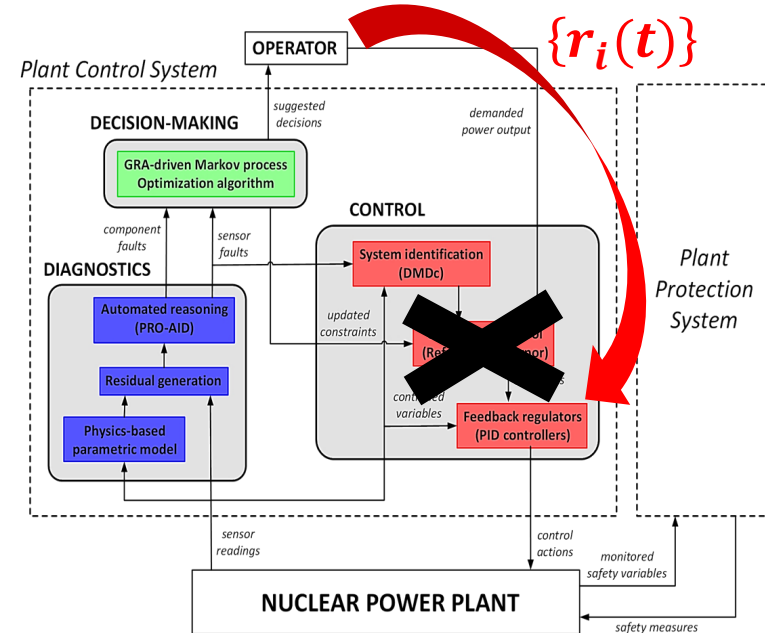 OPERATOR
{r_i(t)}
Plant Control System
suggested
decisions
demanded
power output
DECISION-MAKING
GRA-driven Markov process
Optimization algorithm
component
faults
sensor
faults
CONTROL
System identification
(DMDc)
Plant
Protection
System
DIAGNOSTICS
Automated reasoning
(PRO-AID)
updated
constraints
Residual generation
variables
Feedback regulators
(PID controllers)
Physics-based
parametric model
sensor
readings
control
actions
monitored
safety variables
NUCLEAR POWER PLANT
safety measures